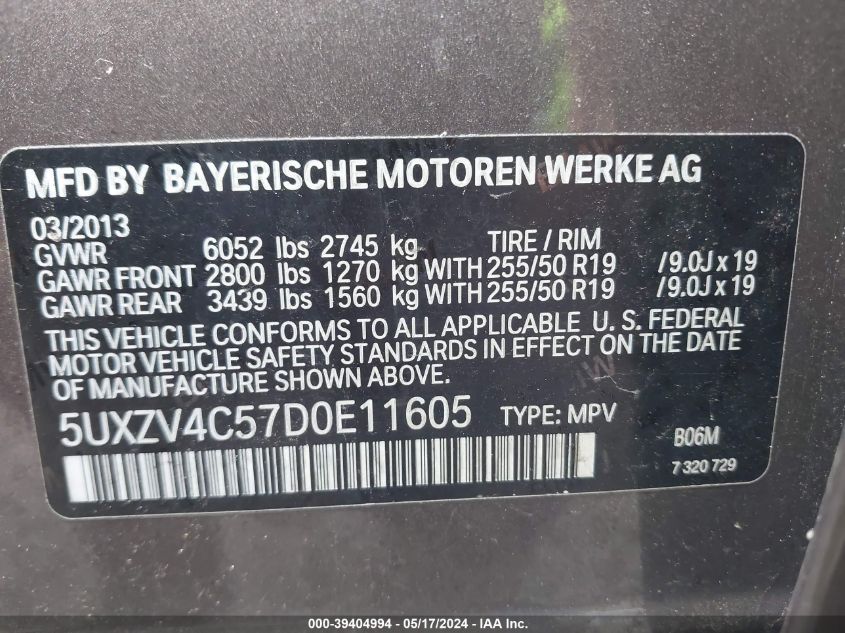 MFD BY BAYERISCHE MOTOREN WERKE AG
03/2013
GVWR 6052 lbs 2745 kg TIRE / RIM
GAWR FRONT 2800 lbs 1270 kg WITH 255/50 R19 /9.0J x 19
GAWR REAR 3439 lbs 1560 kg WITH 255/50 R19 /9.0J x 19
THIS VEHICLE CONFORMS TO ALL APPLICABLE U. S. FEDERAL
MOTOR VEHICLE SAFETY STANDARDS IN EFFECT ON THE DATE
OF MANUFACTURE SHOWN ABOVE.
5UXZV4C57D0E11605 TYPE: MPV
B06M
7 320 729
000-39404994 - 05/17/2024 - IAAI Inc.